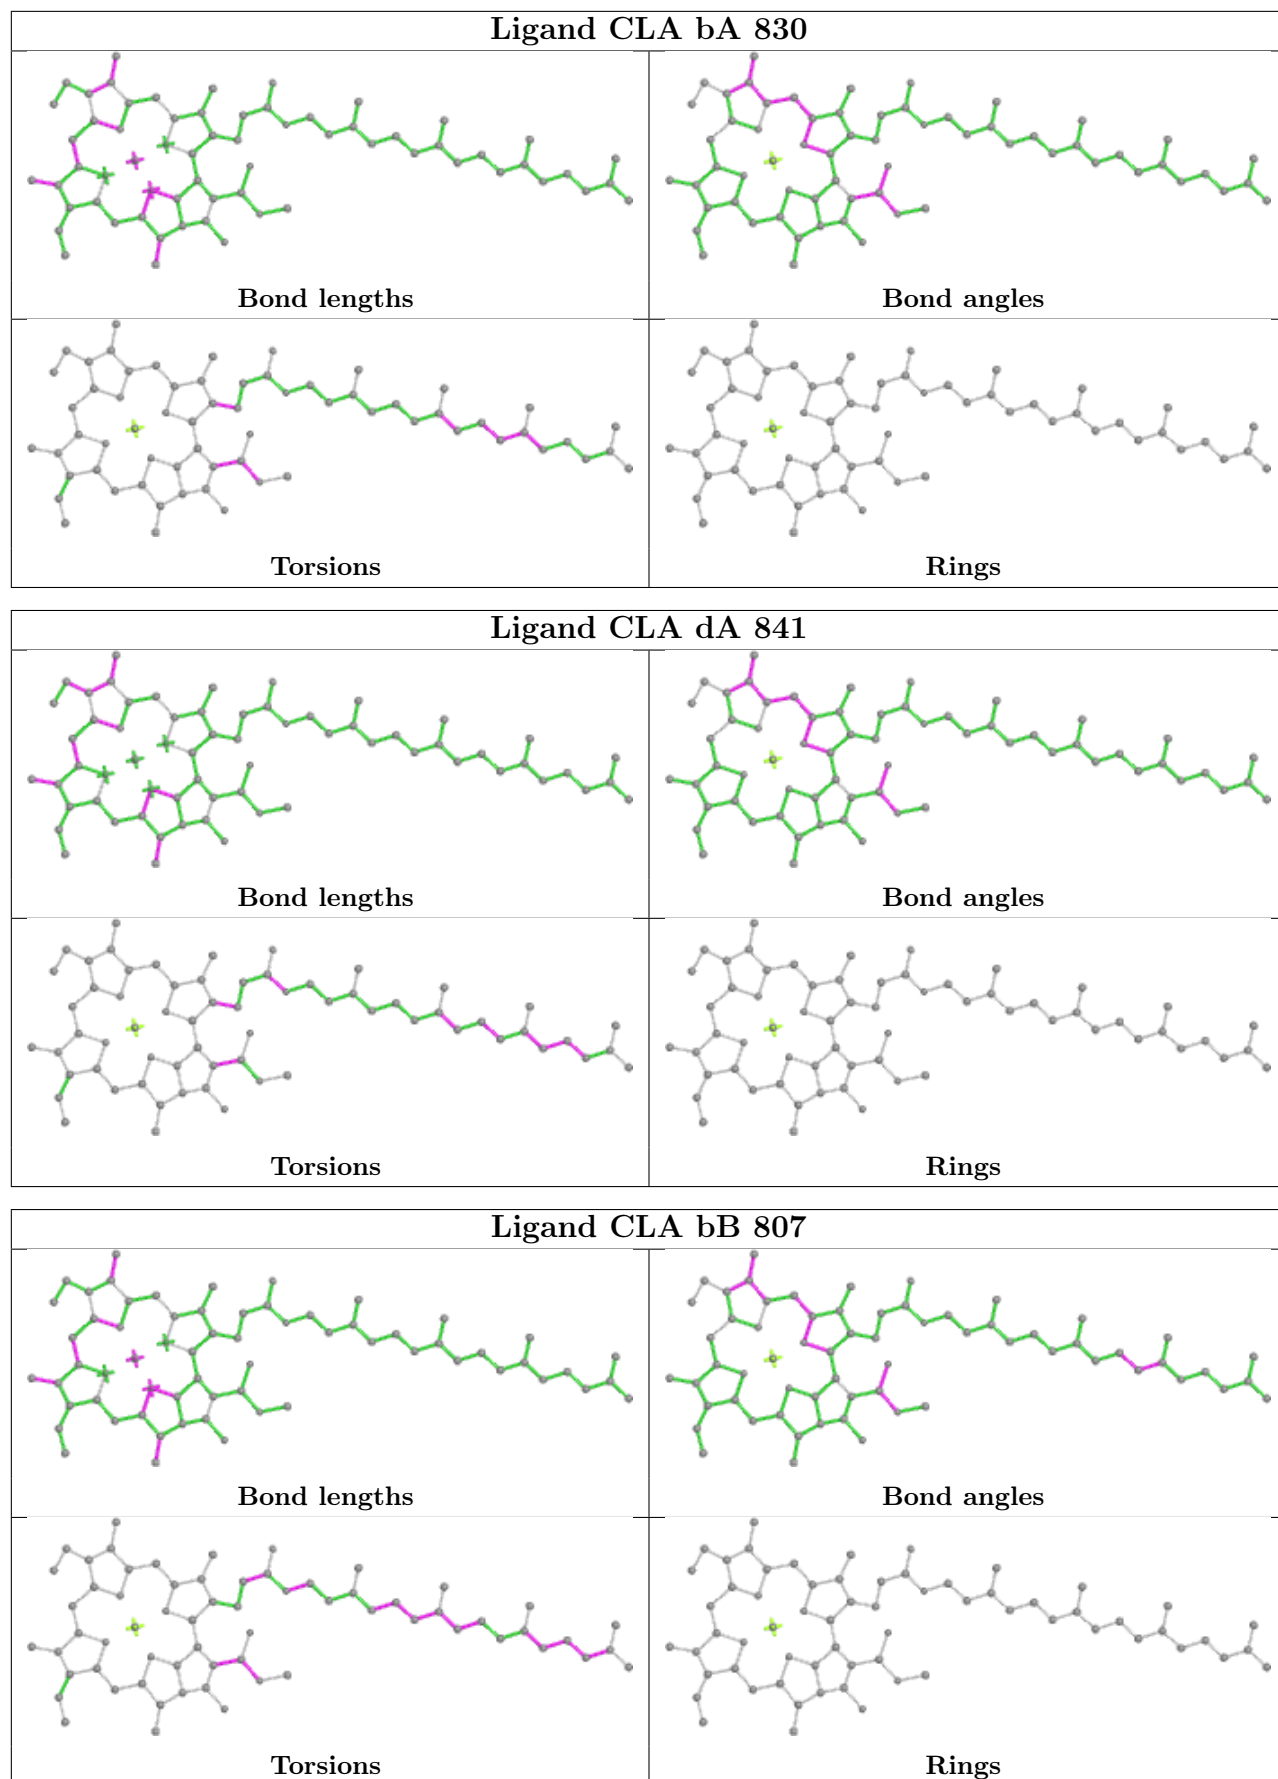 Ligand CLA bA 830
Bond lengths
Bond angles
Torsions
Rings
Ligand CLA dA 841
Bond lengths
Bond angles
Torsions
Rings
Ligand CLA bB 807
Bond lengths
Bond angles
Torsions
Rings